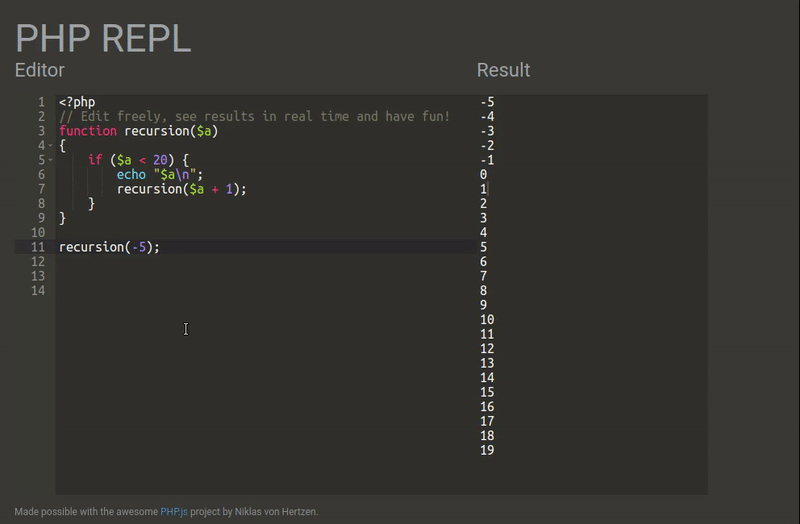 PHP REPL
Editor
Result
1 <?php
2 // Edit freely, see results in real time and have fun!
3 function recursion($a)
4 {
5     if ($a < 20) {
6         echo "$a\n";
7         recursion($a + 1);
8     }
9 }
10
11 recursion(-5);
12
13
14
-5
-4
-3
-2
-1
0
1
2
3
4
5
6
7
8
9
10
11
12
13
14
15
16
17
18
19
Made possible with the awesome PHP.js project by Niklas von Hertzen.